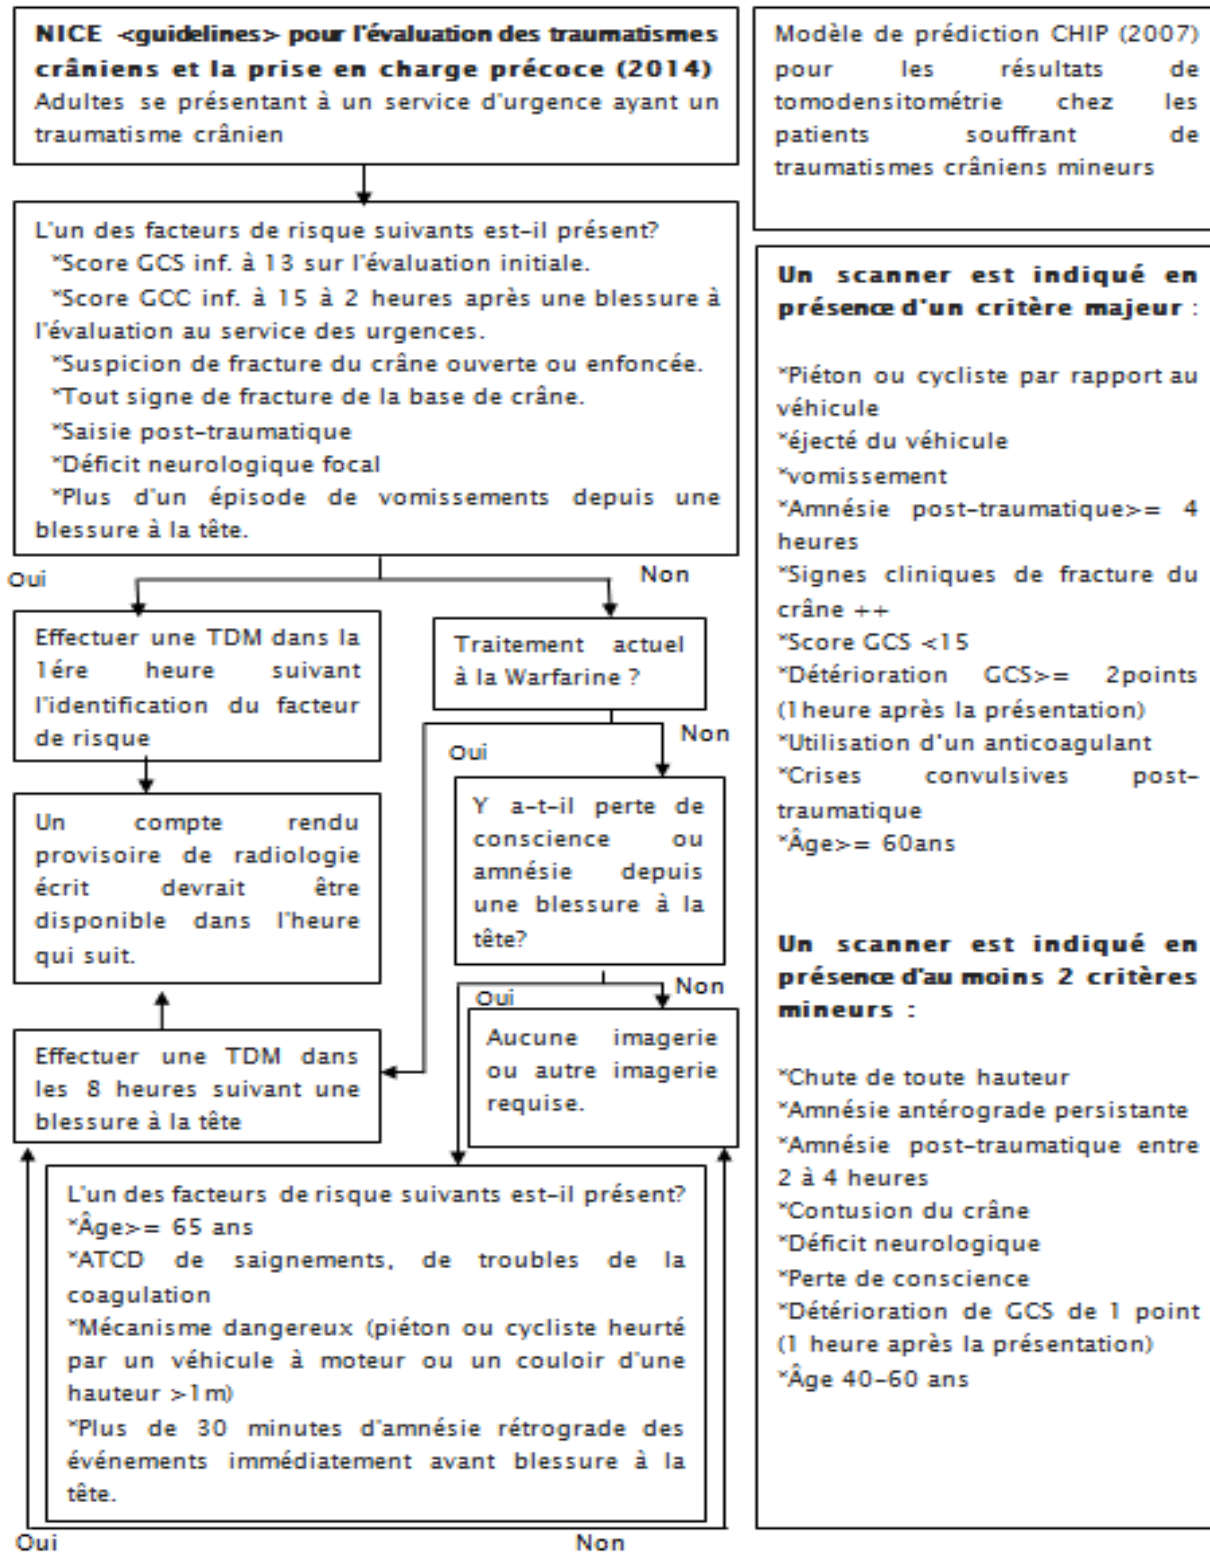 NICE <guidelines> pour l'évaluation des traumatismes
crâniens et la prise en charge précoce (2014)
Adultes se présentant à un service d'urgence ayant un
traumatisme crânien
L'un des facteurs de risque suivants est-il présent?
*Score GCS inf. à 13 sur l'évaluation initiale.
*Score GCC inf. à 15 à 2 heures après une blessure à
l'évaluation au service des urgences.
*Suspicion de fracture du crâne ouverte ou enfoncée.
*Tout signe de fracture de la base de crâne.
*Saisie post-traumatique
*Déficit neurologique focal
*Plus d'un épisode de vomissements depuis une
blessure à la tête.
Oui
Non
Effectuer une TDM dans la
1ére heure suivant
l'identification du facteur
de risque
Traitement actuel
à la Warfarine ?
Oui
Non
Un compte rendu
provisoire de radiologie
écrit devrait être
disponible dans l'heure
qui suit.
Y a-t-il perte de
conscience ou
amnésie depuis
une blessure à la
tête?
Oui
Non
Effectuer une TDM dans
les 8 heures suivant une
blessure à la tête
Aucune imagerie
ou autre imagerie
requise.
L'un des facteurs de risque suivants est-il présent?
*Âge>= 65 ans
*ATCD de saignements, de troubles de la
coagulation
*Mécanisme dangereux (piéton ou cycliste heurté
par un véhicule à moteur ou un couloir d'une
hauteur >1m)
*Plus de 30 minutes d'amnésie rétrograde des
événements immédiatement avant blessure à la
tête.
Oui
Non
Modèle de prédiction CHIP (2007)
pour les résultats de
tomodensitométrie chez les
patients souffrant de
traumatismes crâniens mineurs
Un scanner est indiqué en
présence d'un critère majeur :
*Piéton ou cycliste par rapport au
véhicule
*éjecté du véhicule
*vomissement
*Amnésie post-traumatique>= 4
heures
*Signes cliniques de fracture du
crâne ++
*Score GCS <15
*Détérioration GCS>= 2points
(1heure après la présentation)
*Utilisation d'un anticoagulant
*Crises convulsives post-
traumatique
*Âge>= 60ans
Un scanner est indiqué en
présence d'au moins 2 critères
mineurs :
*Chute de toute hauteur
*Amnésie antérograde persistante
*Amnésie post-traumatique entre
2 à 4 heures
*Contusion du crâne
*Déficit neurologique
*Perte de conscience
*Détérioration de GCS de 1 point
(1 heure après la présentation)
*Âge 40-60 ans